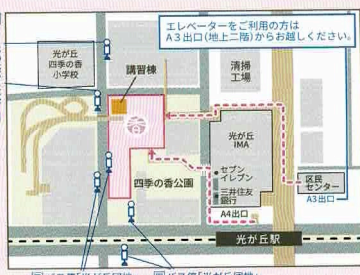 エレベーターをご利用の方は
A3出口(地上二階)からお越しください。
光が丘
四季の香
小学校
講習棟
清掃
工場
香
光が丘
IMA
セブン
イレブン
三井住友
銀行
区民
センター
A3出口
四季の香公園
A4出口
光が丘駅